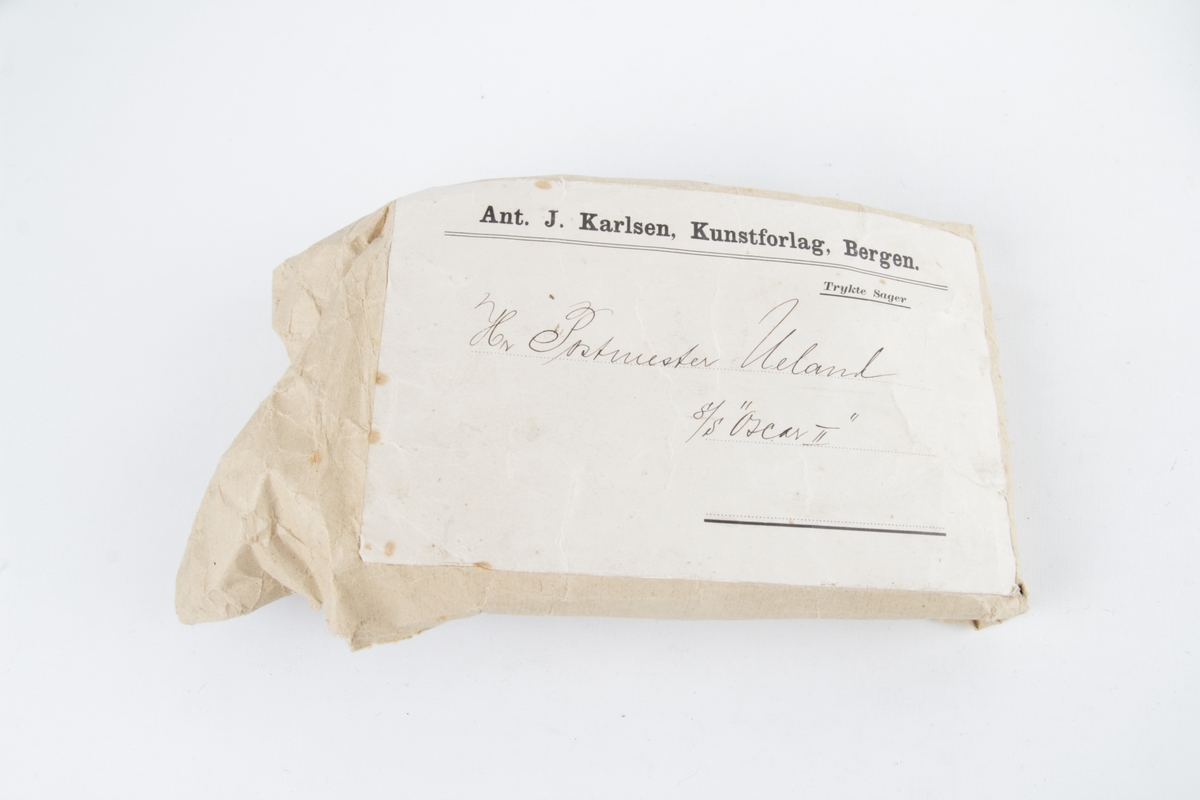 Ant. J. Karlsen, Kunstforlag, Bergen.
Trykte Sager
Hr Postmester Ueland
S/S "Oscar II"